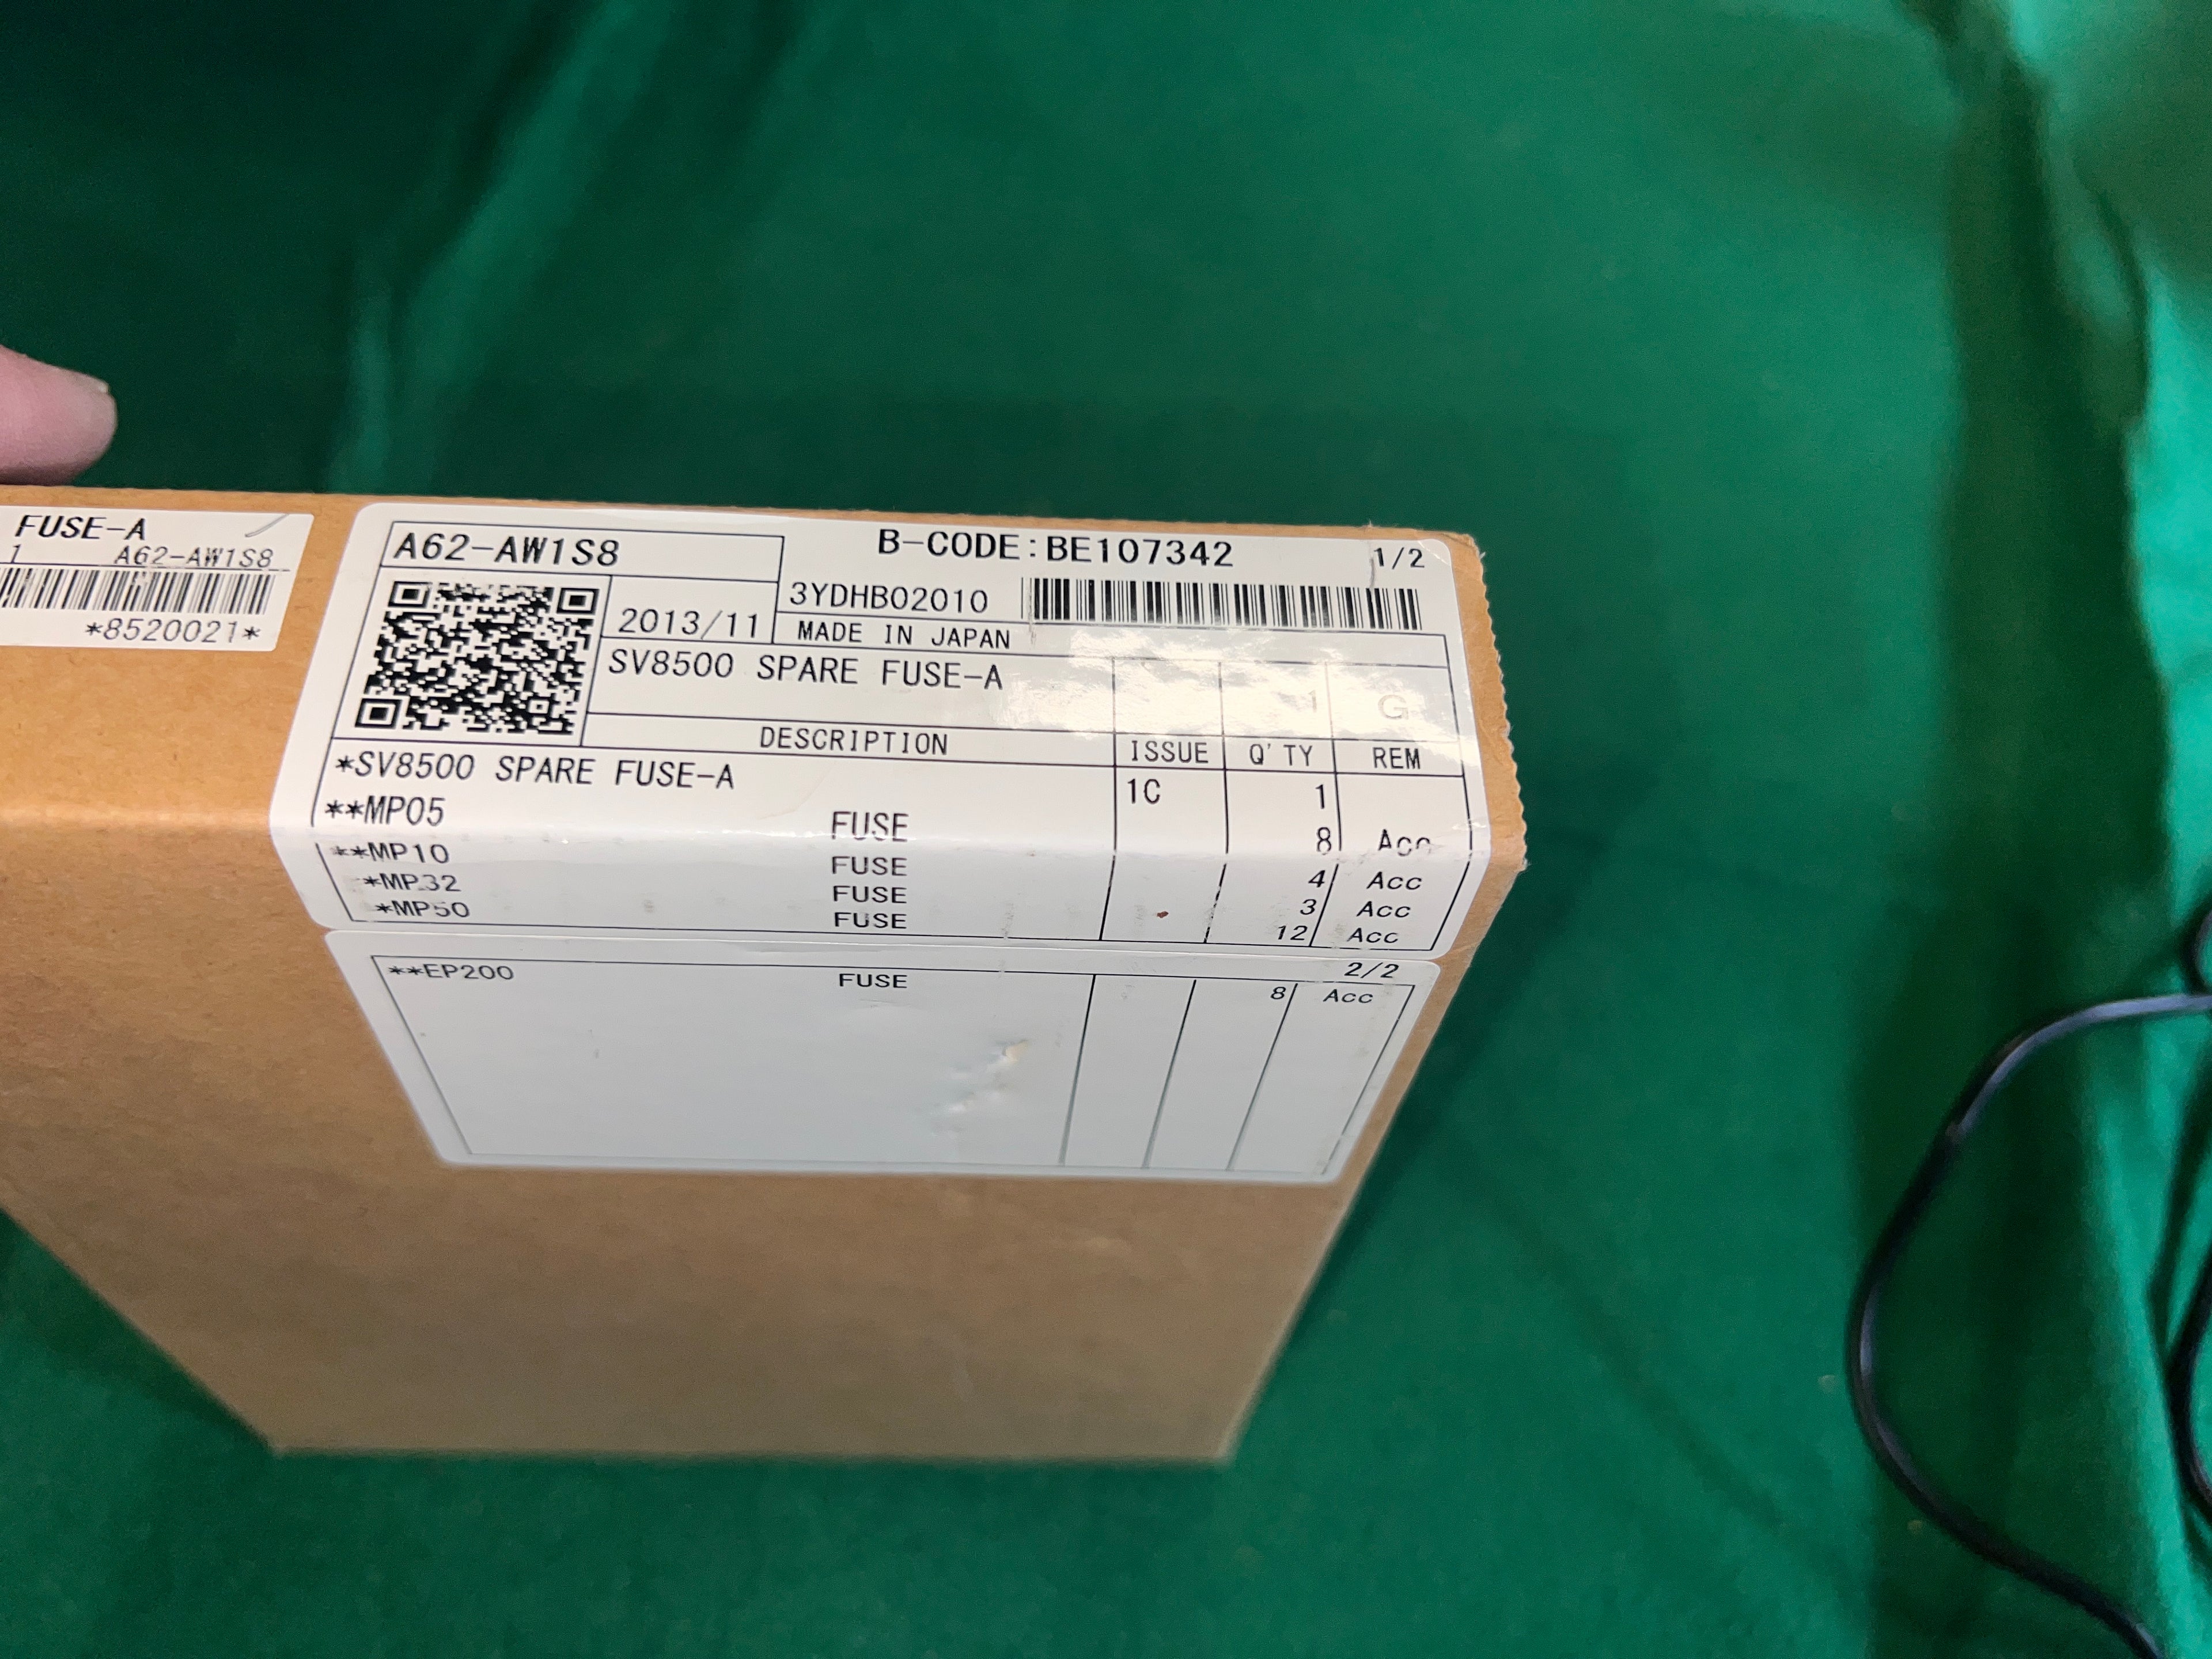 FUSE-A
1 A62-AW1S8
*8520021*
A62-AW1S8
B-CODE:BE107342 1/2
3YDHB02010
2013/11
MADE IN JAPAN
SV8500 SPARE FUSE-A 1 G
DESCRIPTION ISSUE Q'TY REM
*SV8500 SPARE FUSE-A 1C 1
**MP05 FUSE 8 Acc
**MP10 FUSE 4 Acc
*MP32 FUSE 3 Acc
*MP50 FUSE 12 Acc
2/2
**EP200 FUSE 8 Acc